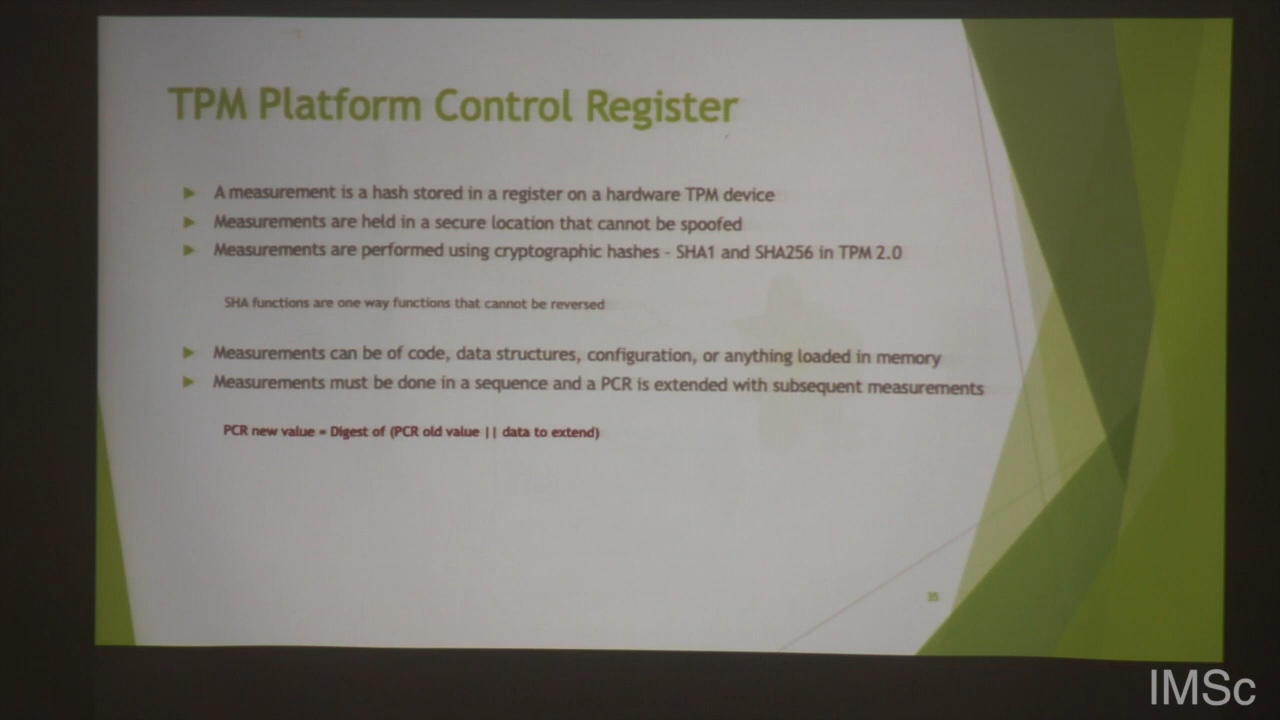 TPM Platform Control Register
A measurement is a hash stored in a register on a hardware TPM device
Measurements are held in a secure location that cannot be spoofed
Measurements are performed using cryptographic hashes - SHA1 and SHA256 in TPM 2.0
SHA functions are one way functions that cannot be reversed
Measurements can be of code, data structures, configuration, or anything loaded in memory
Measurements must be done in a sequence and a PCR is extended with subsequent measurements
PCR new value = Digest of (PCR old value || data to extend)
35
IMSc